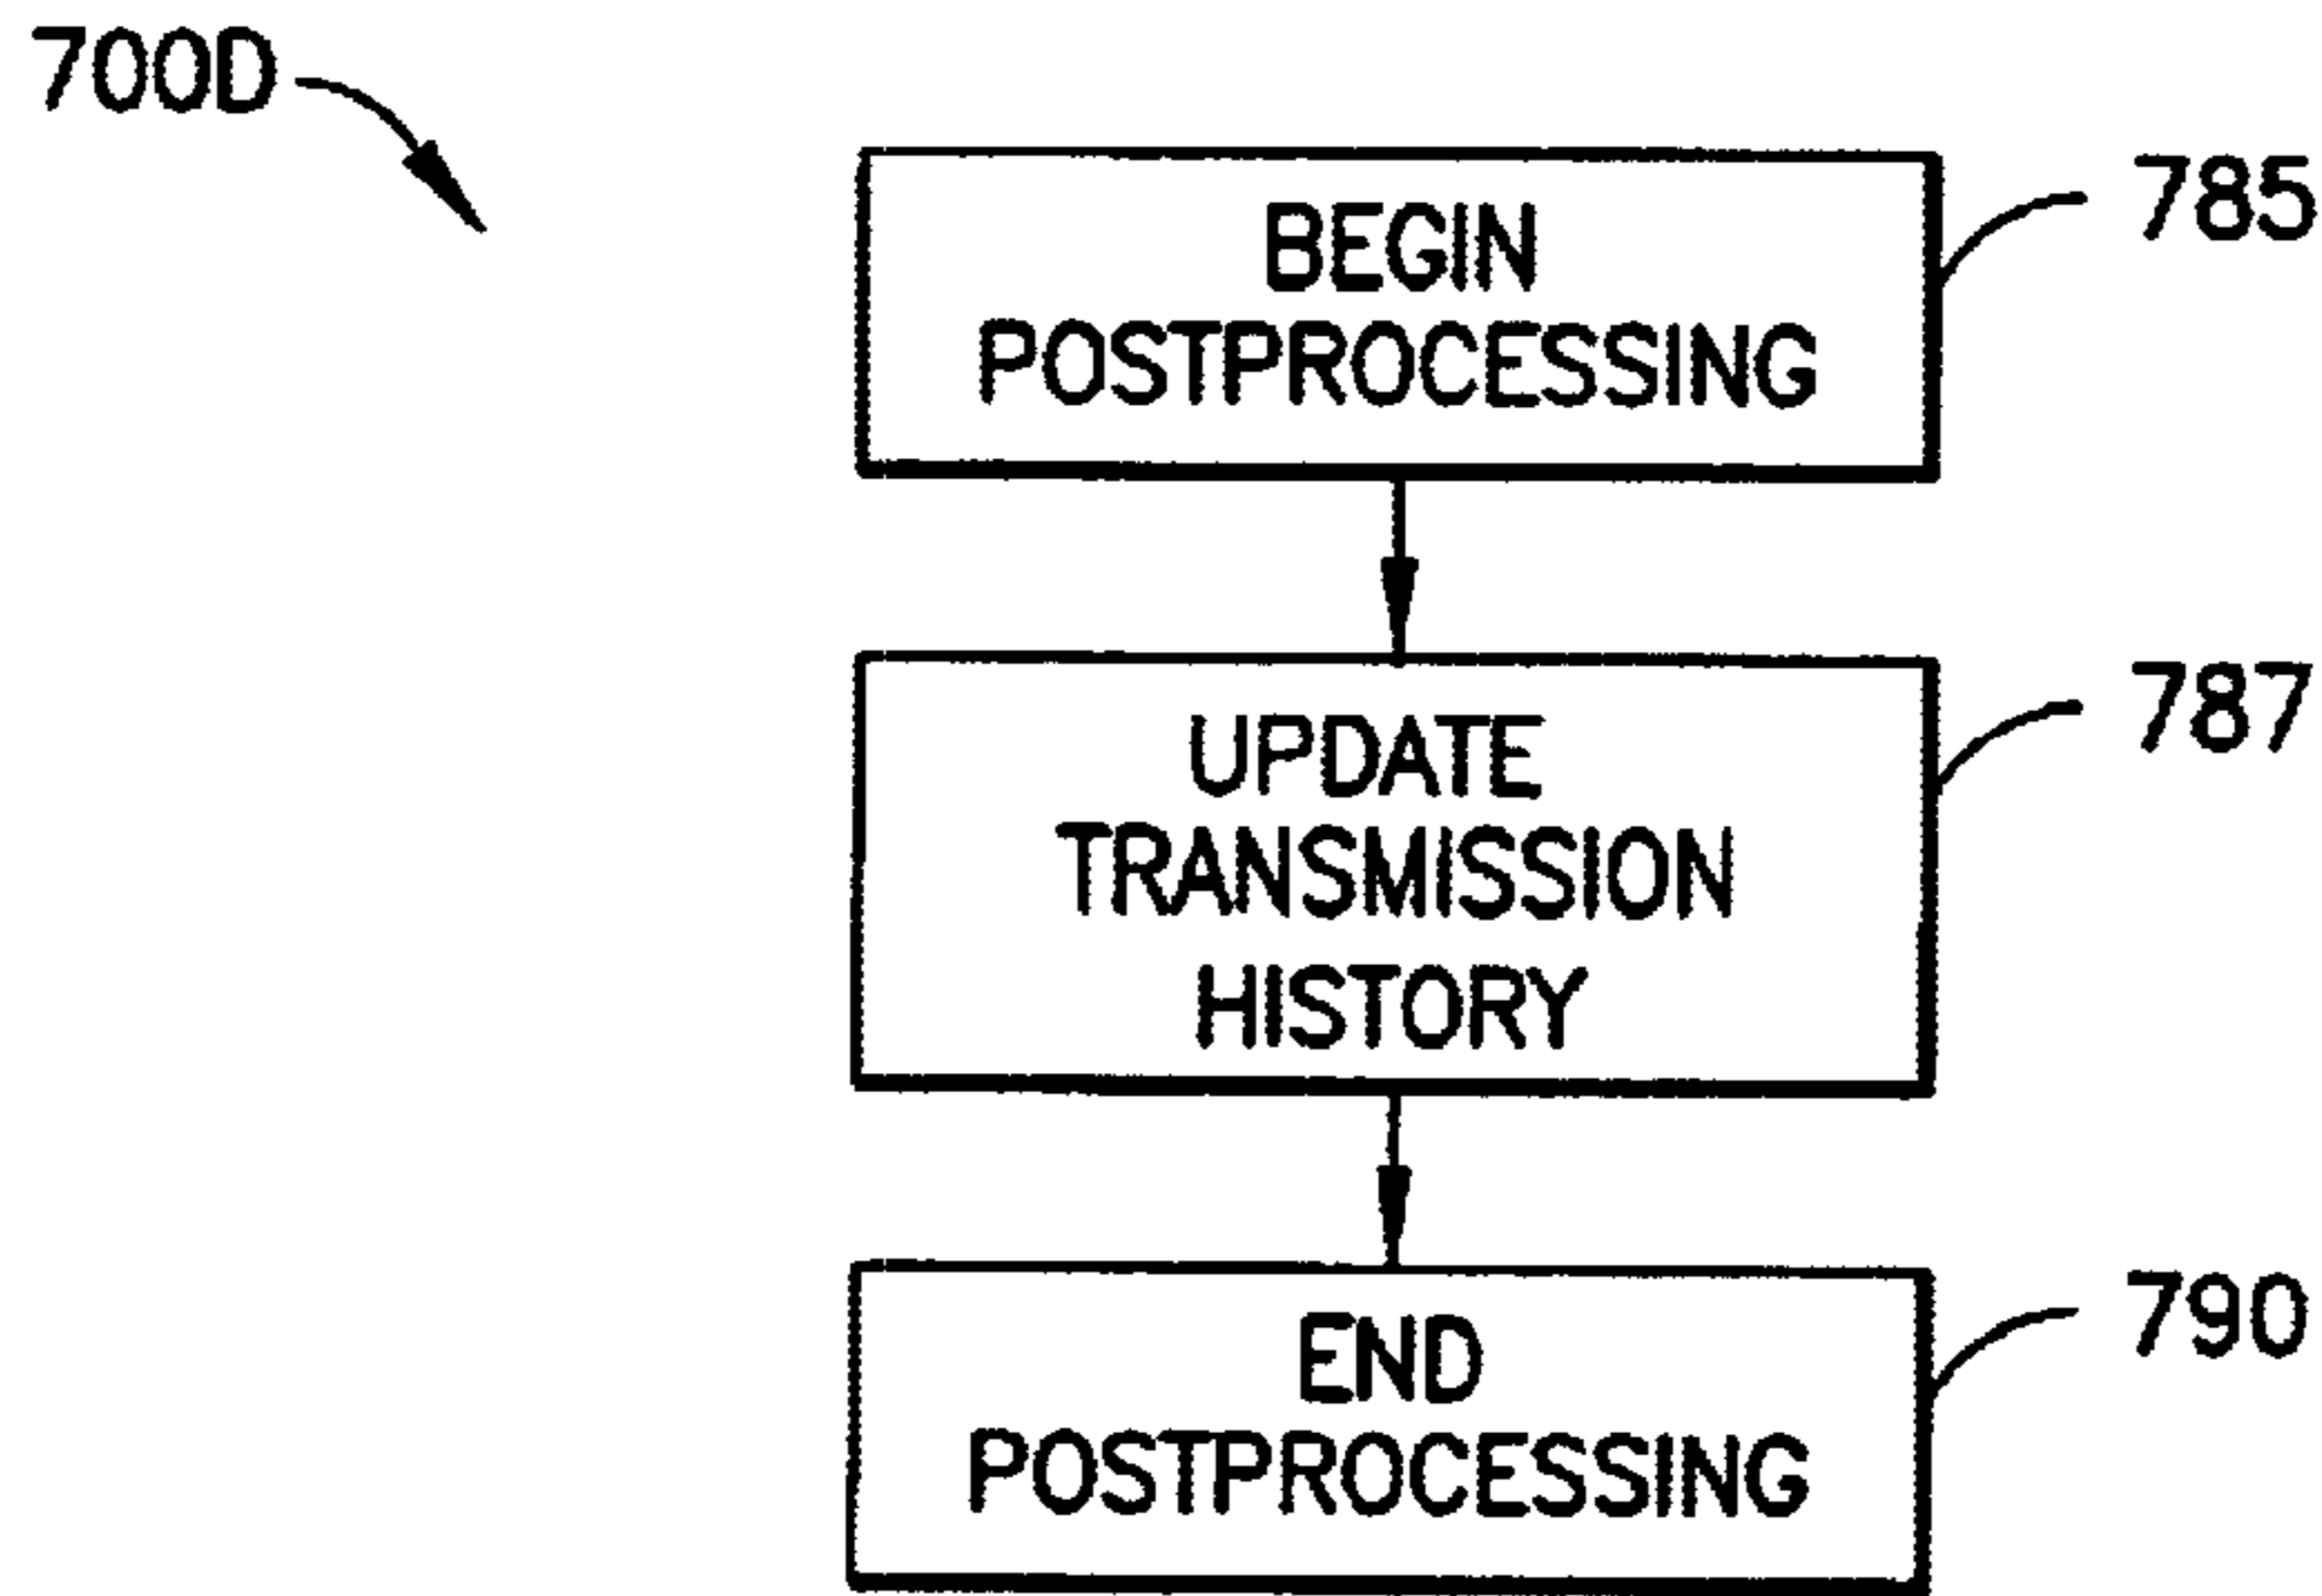 700D
BEGIN
POSTPROCESSING
785
UPDATE
TRANSMISSION
HISTORY
787
END
POSTPROCESSING
790